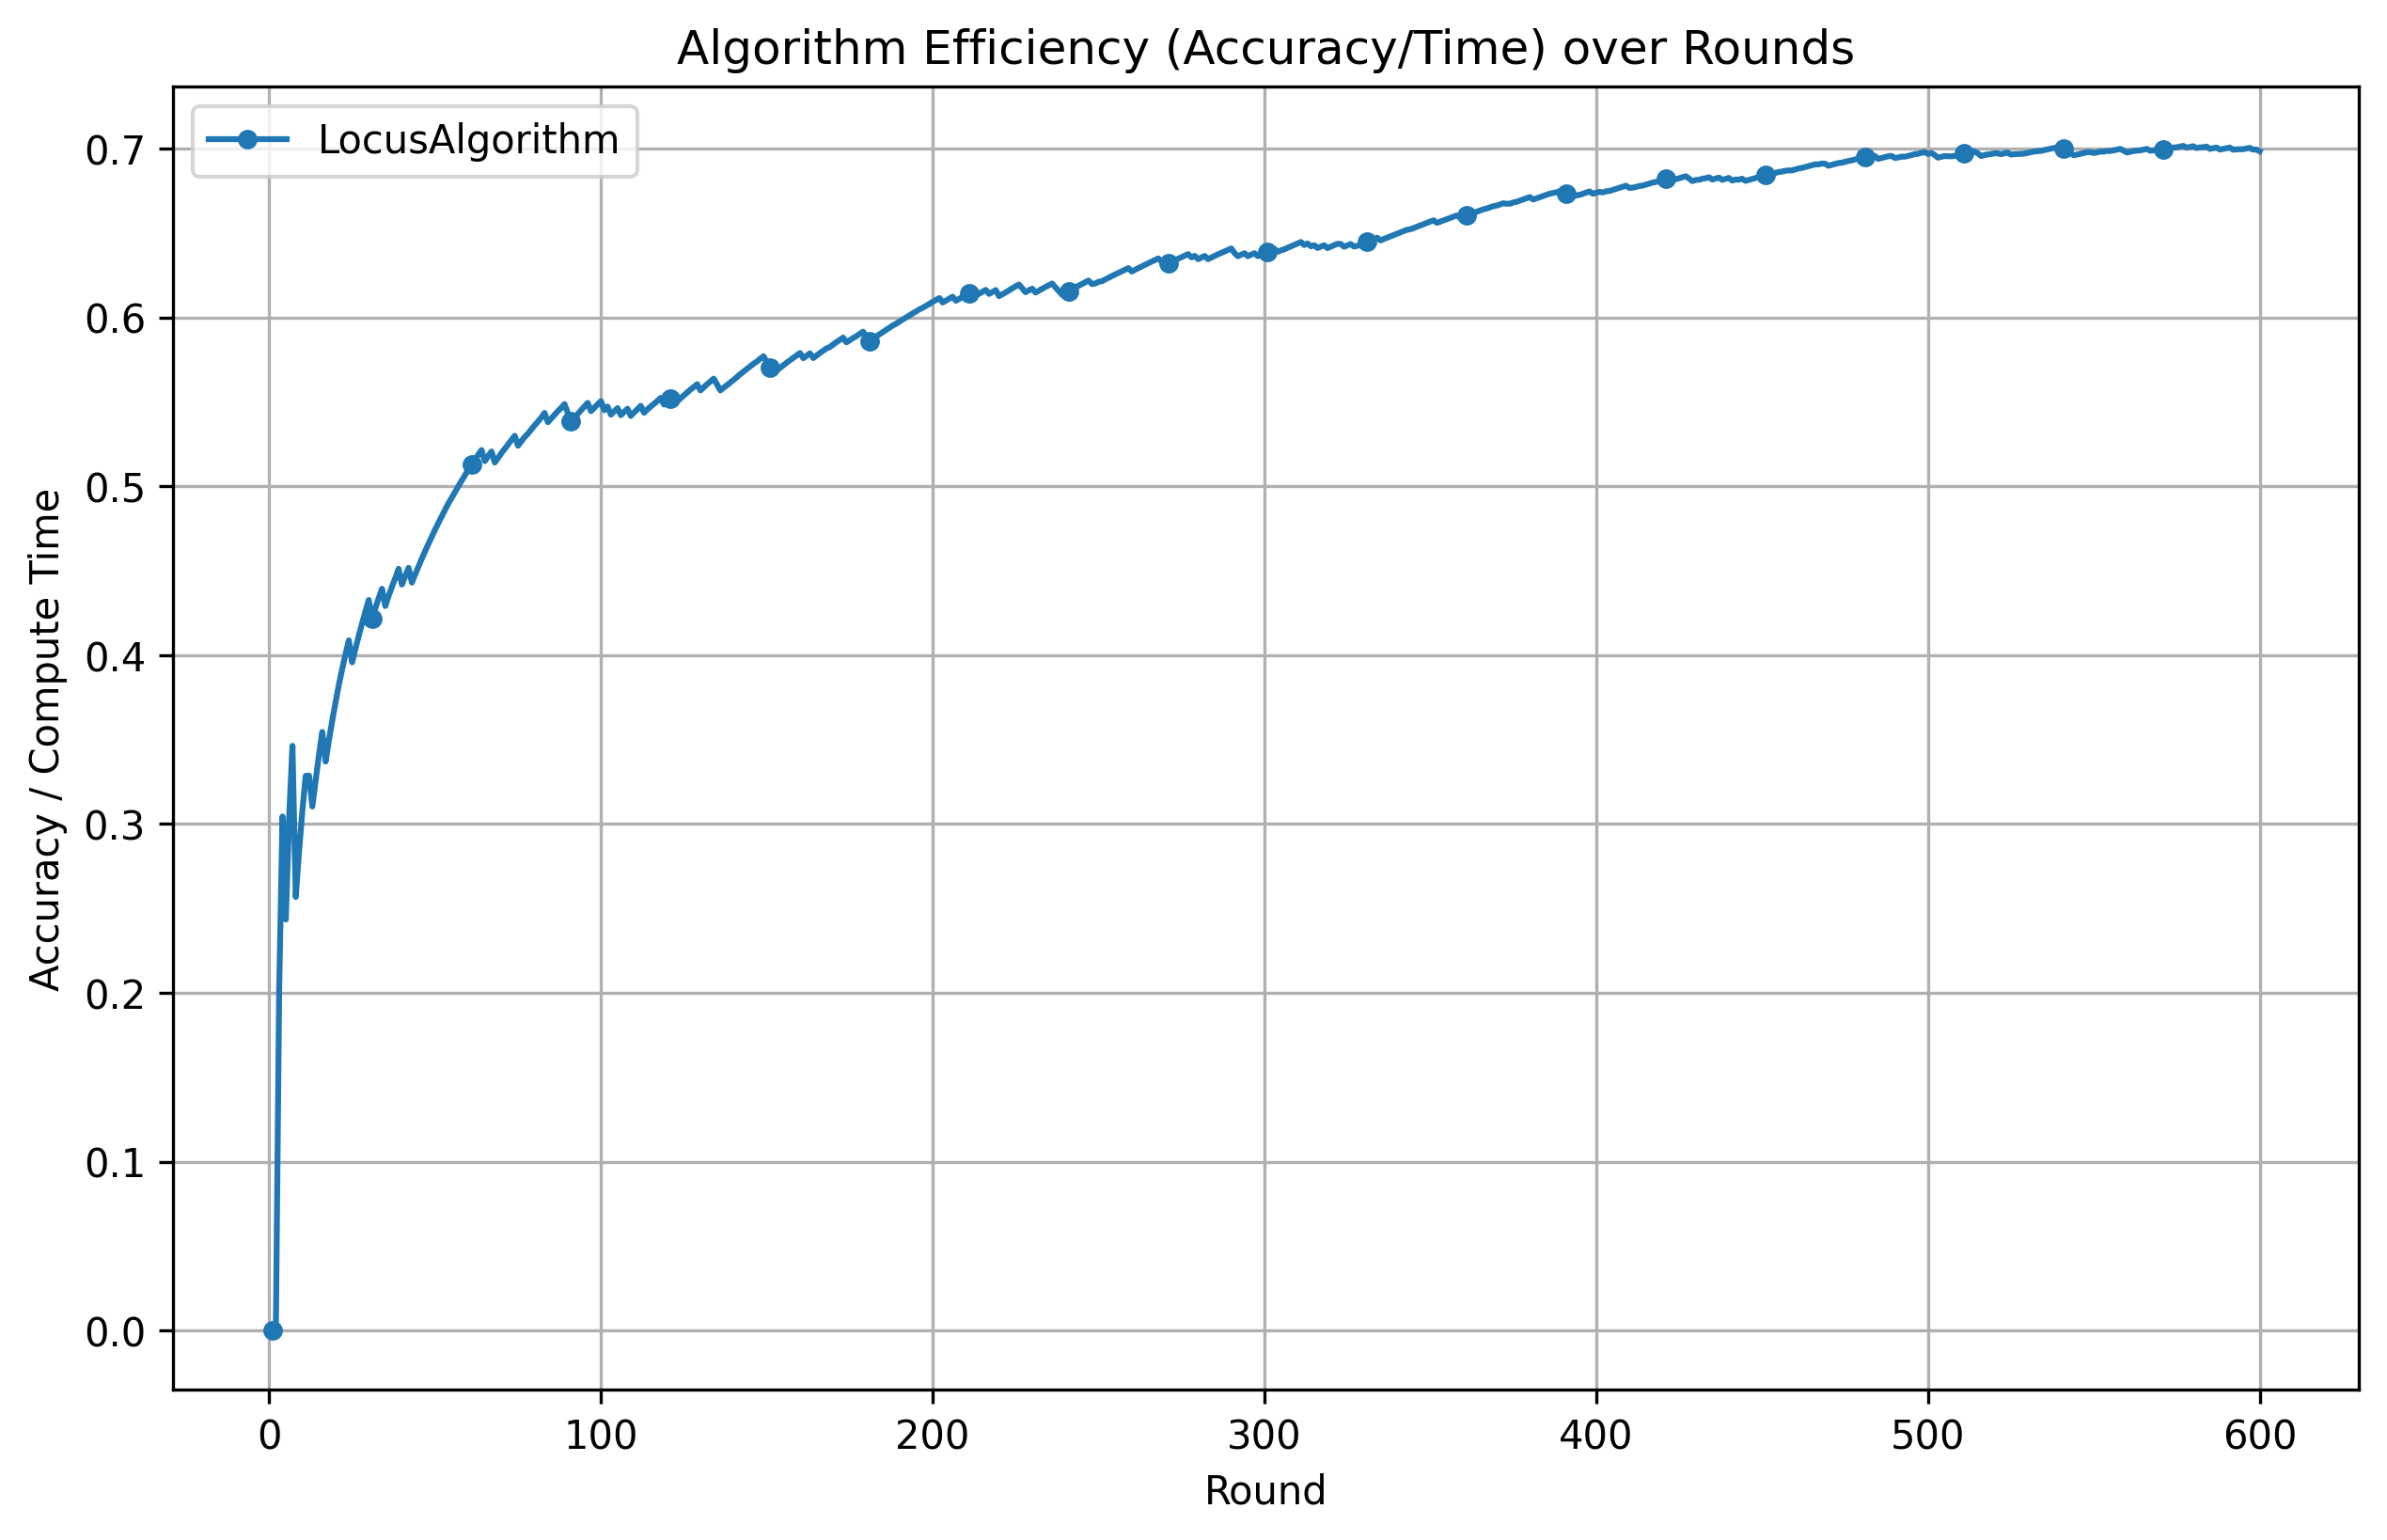 Algorithm Efficiency (Accuracy/Time) over Rounds
LocusAlgorithm
Accuracy / Compute Time
0.7
0.6
0.5
0.4
0.3
0.2
0.1
0.0
0 100 200 300 400 500 600
Round